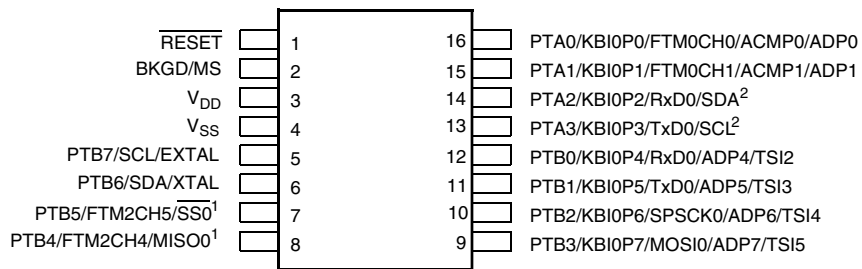 RESET 1 16 PTA0/KBI0P0/FTM0CH0/ACMP0/ADP0
BKGD/MS 2 15 PTA1/KBI0P1/FTM0CH1/ACMP1/ADP1
VDD 3 14 PTA2/KBI0P2/RxD0/SDA2
VSS 4 13 PTA3/KBI0P3/TxD0/SCL2
PTB7/SCL/EXTAL 5 12 PTB0/KBI0P4/RxD0/ADP4/TSI2
PTB6/SDA/XTAL 6 11 PTB1/KBI0P5/TxD0/ADP5/TSI3
PTB5/FTM2CH5/SS01 7 10 PTB2/KBI0P6/SPSCK0/ADP6/TSI4
PTB4/FTM2CH4/MISO01 8 9 PTB3/KBI0P7/MOSI0/ADP7/TSI5